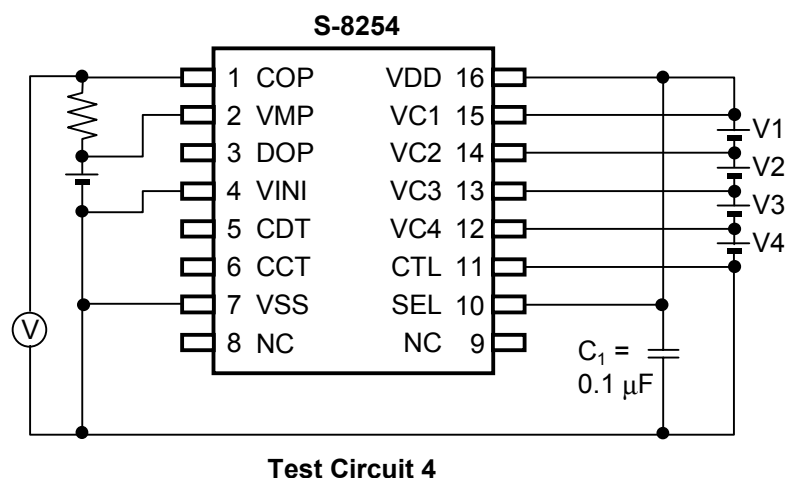 S-8254
1 COP VDD 16
2 VMP VC1 15
3 DOP VC2 14
4 VINI VC3 13
5 CDT VC4 12
6 CCT CTL 11
7 VSS SEL 10
8 NC NC 9
V1
V2
V3
V4
V
C₁ =
0.1 μF
Test Circuit 4